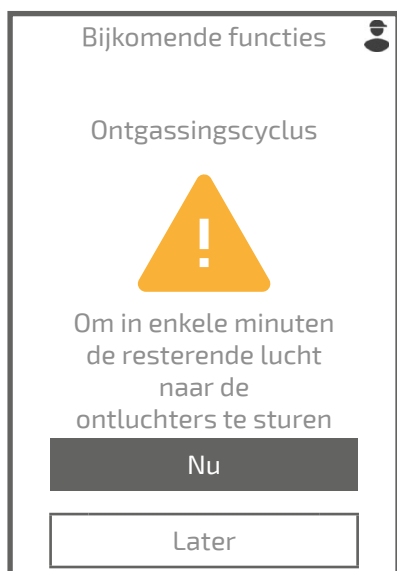 Bijkomende functies
Ontgassingscyclus
!
Om in enkele minuten
de resterende lucht
naar de
ontluchters te sturen
Nu
Later